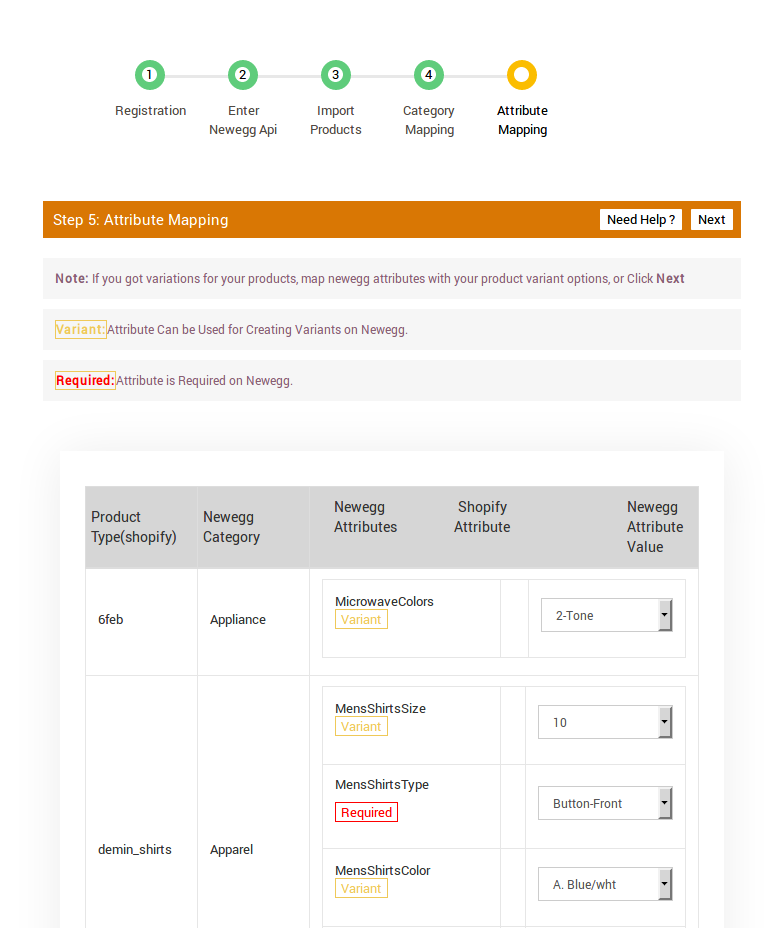 1 2 3 4
Registration Enter Import Category Attribute
Newegg Api Products Mapping Mapping
Step 5: Attribute Mapping Need Help ? Next
Note: If you got variations for your products, map newegg attributes with your product variant options, or Click Next
Variant:Attribute Can be Used for Creating Variants on Newegg.
Required:Attribute is Required on Newegg.
Product Type(shopify)
Newegg Category
Newegg Attributes
Shopify Attribute
Newegg Attribute Value
6feb
Appliance
MicrowaveColors
Variant
2-Tone
demin_shirts
Apparel
MensShirtsSize
Variant
10
MensShirtsType
Required
Button-Front
MensShirtsColor
Variant
A. Blue/wht